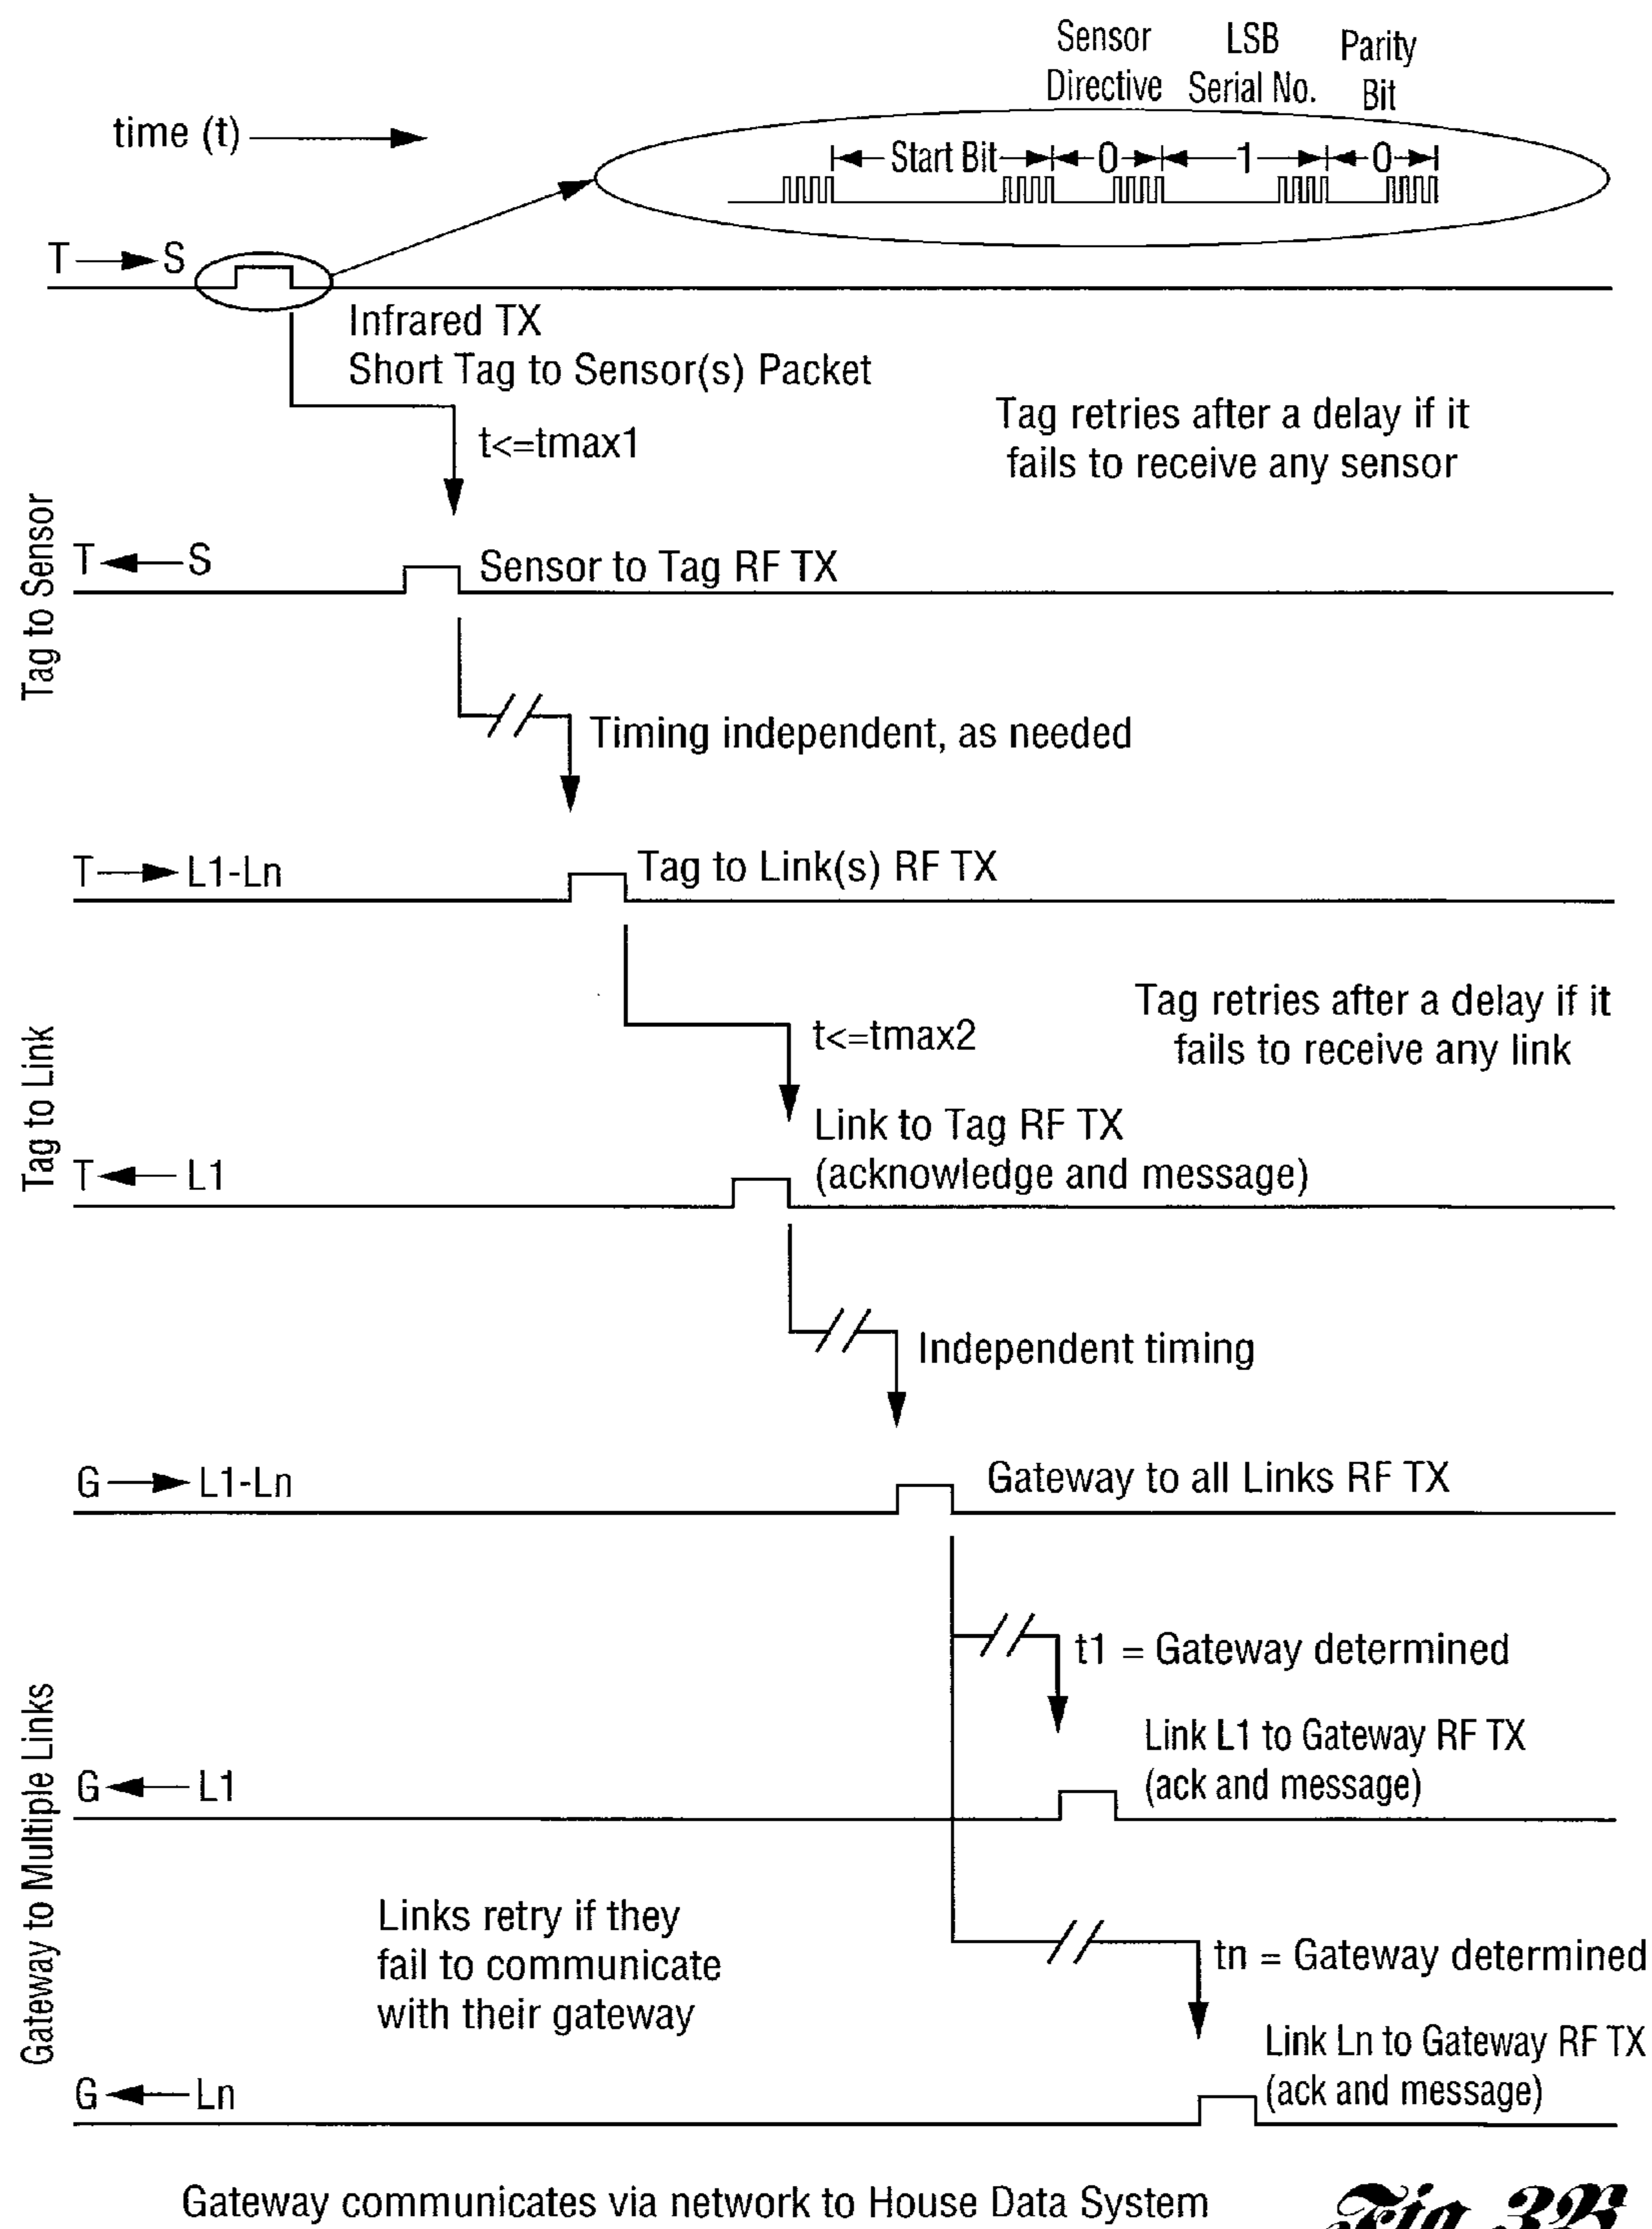 Sensor Directive
LSB Serial No.
Parity Bit
time (t)
Start Bit 0 1 0
T S
Infrared TX
Short Tag to Sensor(s) Packet
t<=tmax1
Tag retries after a delay if it
fails to receive any sensor
Tag to Sensor
T S
Sensor to Tag RF TX
Timing independent, as needed
T L1-Ln
Tag to Link(s) RF TX
Tag retries after a delay if it
fails to receive any link
t<=tmax2
Tag to Link
Link to Tag RF TX
(acknowledge and message)
T L1
Independent timing
G L1-Ln
Gateway to all Links RF TX
t1 = Gateway determined
Gateway to Multiple Links
Link L1 to Gateway RF TX
(ack and message)
G L1
Links retry if they
fail to communicate
with their gateway
tn = Gateway determined
Link Ln to Gateway RF TX
(ack and message)
G Ln
Gateway communicates via network to House Data System
Fig. 3B